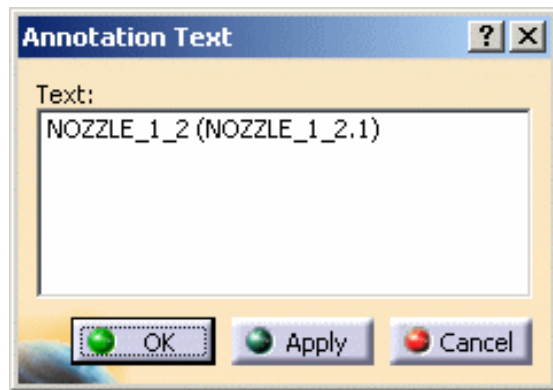 Annotation Text ? X
Text:
NOZZLE_1_2 (NOZZLE_1_2.1)
OK Apply Cancel